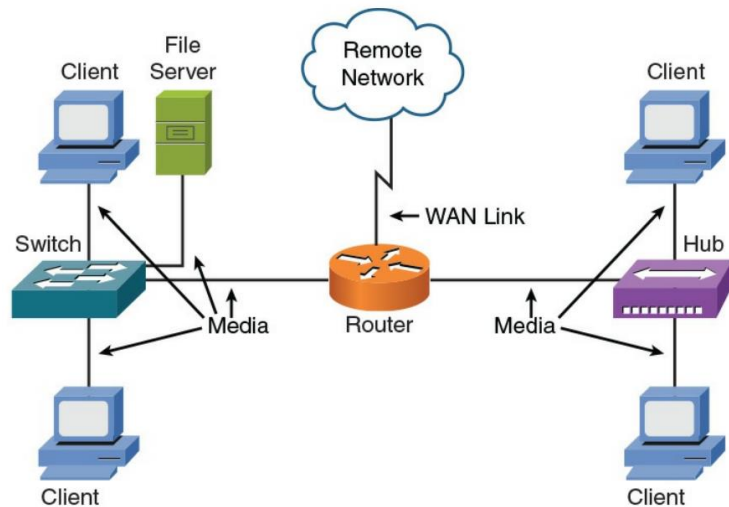 File
Server
Client
Remote
Network
Client
WAN Link
Switch
Hub
Media
Router
Media
Client
Client